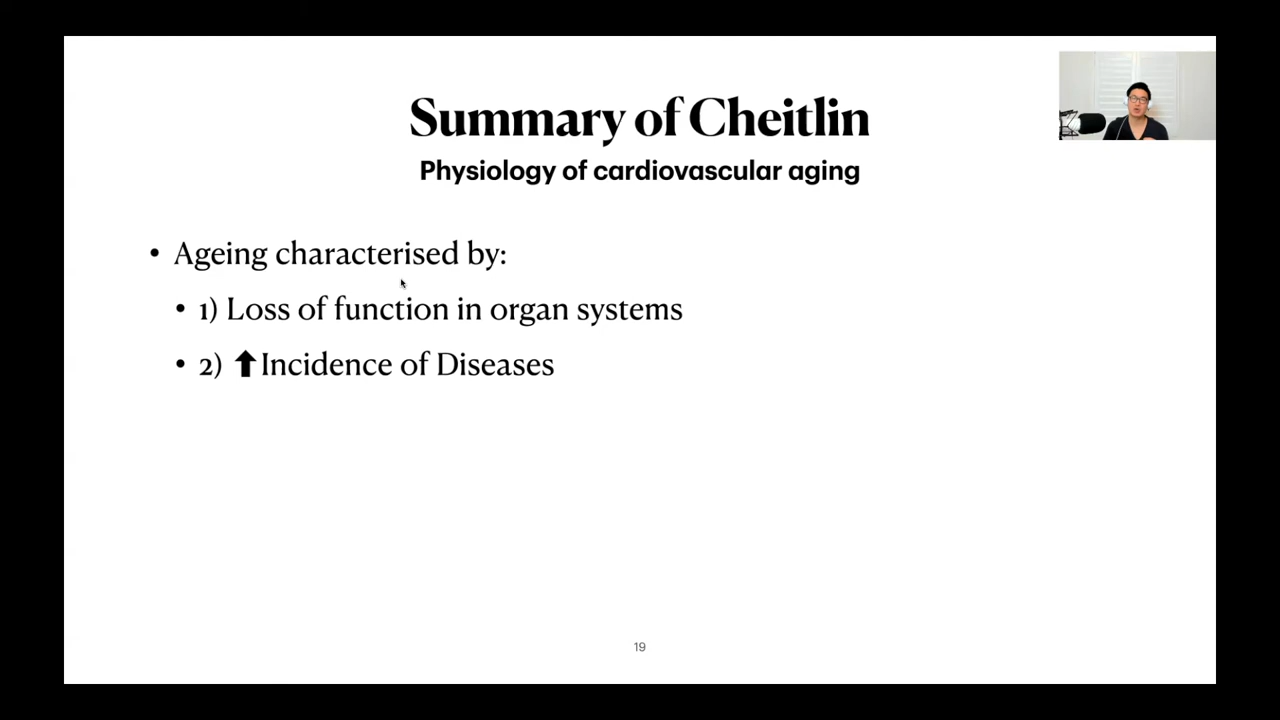 Summary of Cheitlin
Physiology of cardiovascular aging
• Ageing characterised by:
• 1) Loss of function in organ systems
• 2) ⬆Incidence of Diseases
19